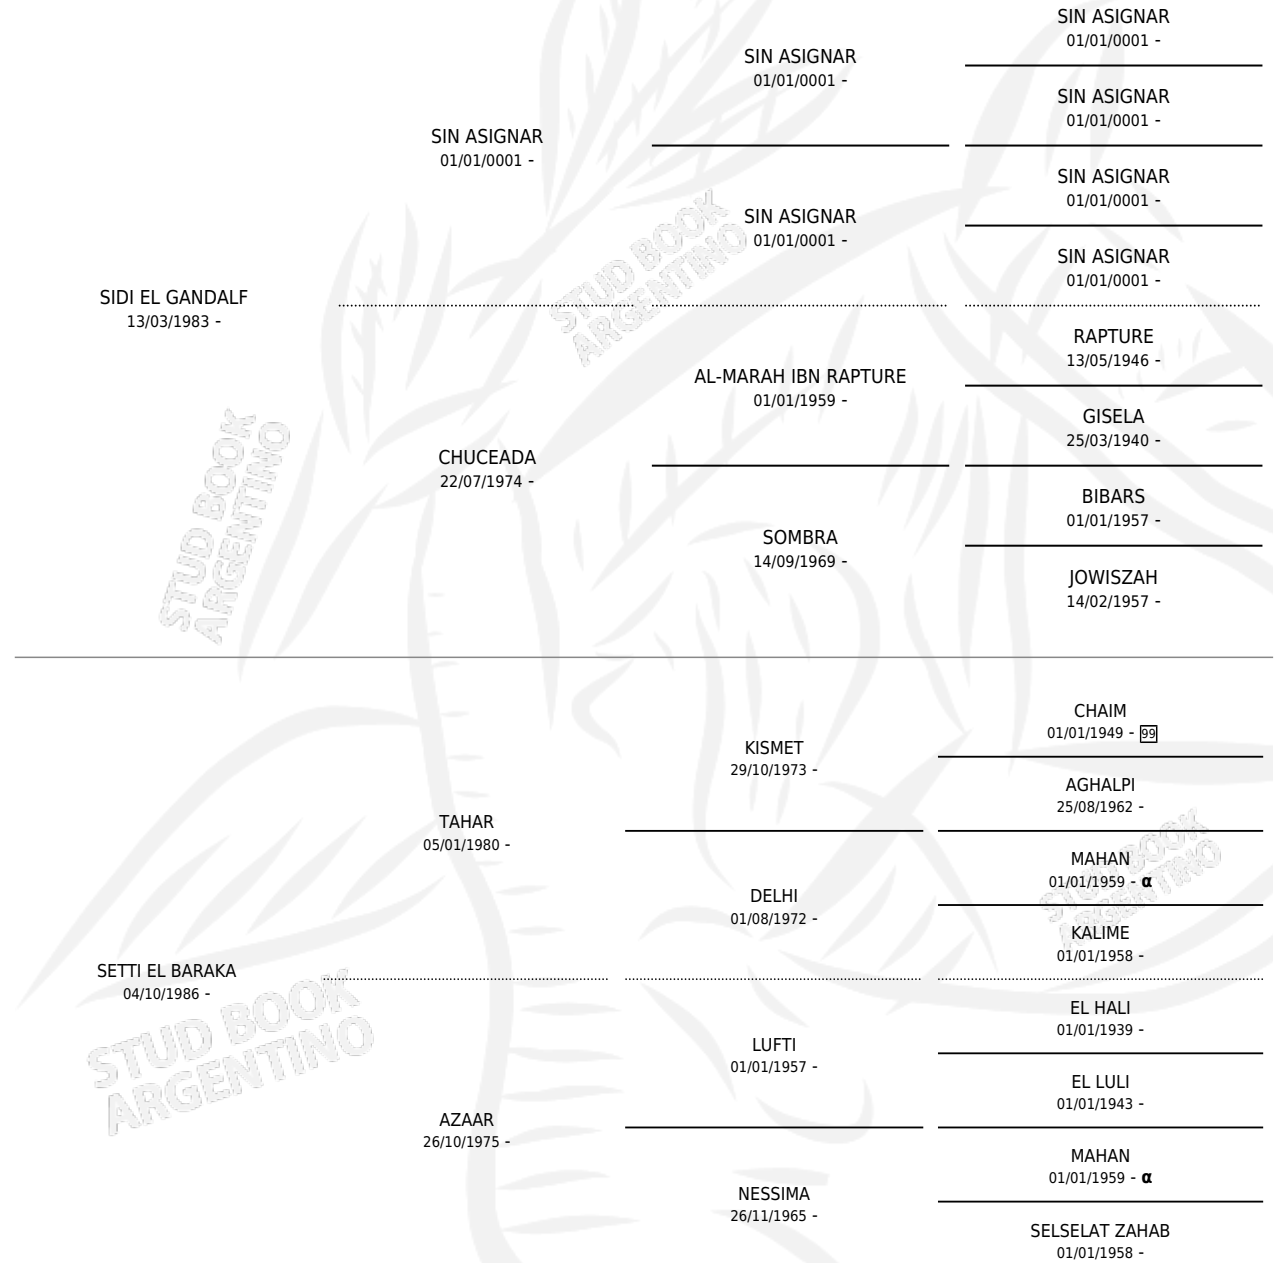 SIN ASIGNAR
01/01/0001 -
SIN ASIGNAR
01/01/0001 -
SIN ASIGNAR
01/01/0001 -
SIN ASIGNAR
01/01/0001 -
SIN ASIGNAR
01/01/0001 -
SIN ASIGNAR
01/01/0001 -
SIN ASIGNAR
01/01/0001 -
STUD BOOK
ARGENTINO
SIDI EL GANDALF
13/03/1983 -
RAPTURE
13/05/1946 -
AL-MARAH IBN RAPTURE
01/01/1959 -
GISELA
25/03/1940 -
CHUCEADA
22/07/1974 -
BIBARS
01/01/1957 -
SOMBRA
14/09/1969 -
JOWISZAH
14/02/1957 -
STUD BOOK
ARGENTINO
CHAIM
01/01/1949 - 99
KISMET
29/10/1973 -
AGHALPI
25/08/1962 -
TAHAR
05/01/1980 -
MAHAN
01/01/1959 - α
DELHI
01/08/1972 -
KALIME
01/01/1958 -
STUD BOOK
ARGENTINO
SETTI EL BARAKA
04/10/1986 -
EL HALI
01/01/1939 -
LUFTI
01/01/1957 -
EL LULI
01/01/1943 -
STUD BOOK
ARGENTINO
AZAAR
26/10/1975 -
MAHAN
01/01/1959 - α
NESSIMA
26/11/1965 -
SELSELAT ZAHAB
01/01/1958 -